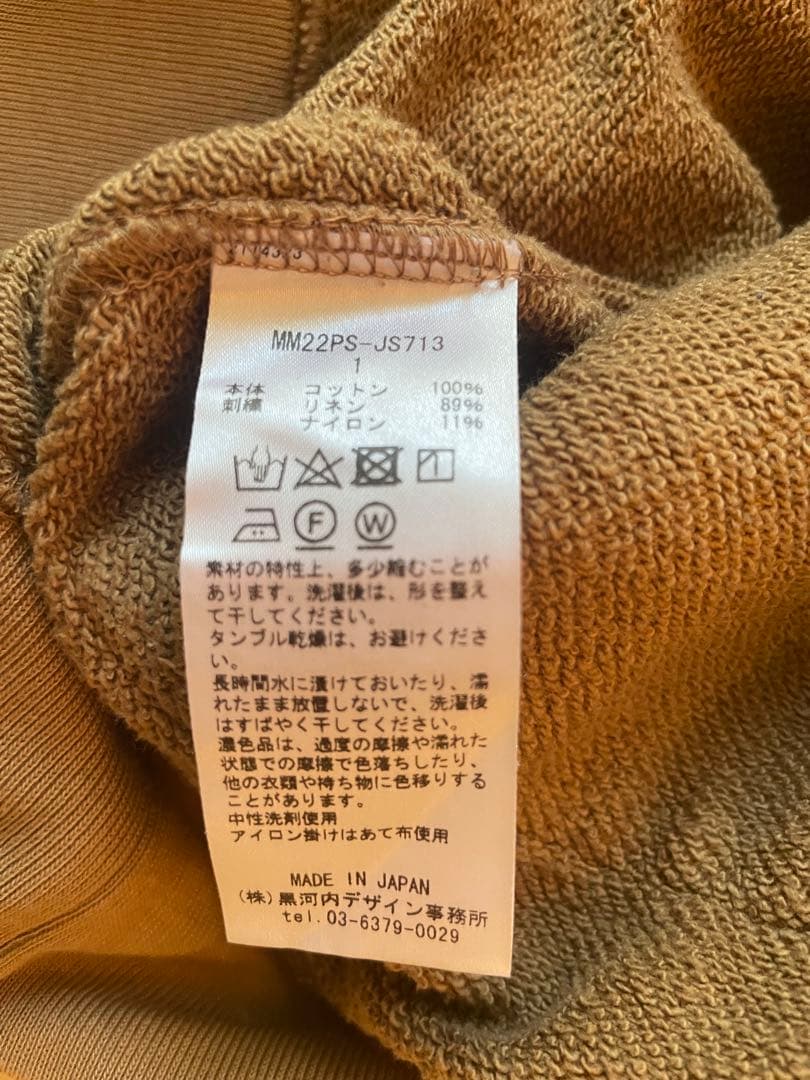 MM22PS-JS713
1
本体 コットン 100%
刺繍 リネン 89%
ナイロン 11%
1
F W
素材の特性上、多少縮むことが
あります。洗濯後は、形を整え
て干してください。
タンブル乾燥は、お避けくださ
い。
長時間水に漬けておいたり、濡
れたまま放置しないで、洗濯後
はすばやく干してください。
濃色品は、過度の摩擦や濡れた
状態での摩擦で色落ちしたり、
他の衣類や持ち物に色移りする
ことがあります。
中性洗剤使用
アイロン掛けはあて布使用
MADE IN JAPAN
(株)黒河内デザイン事務所
tel.03-6379-0029